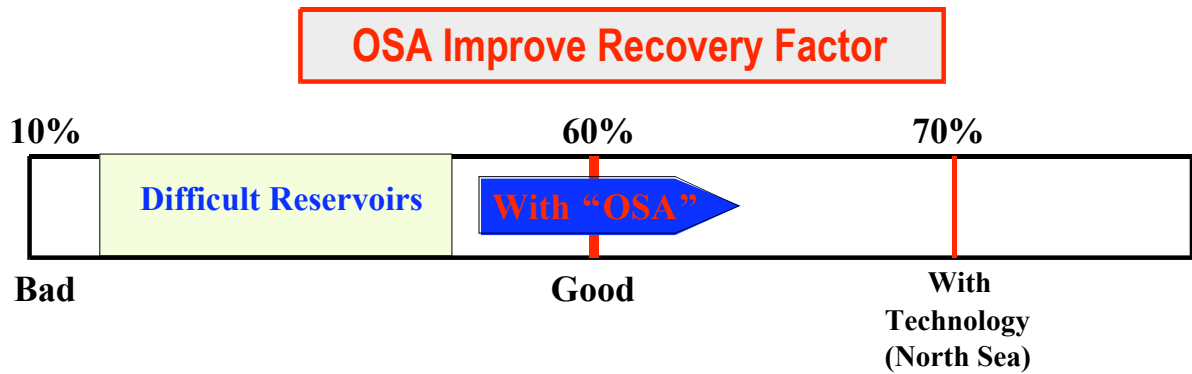 OSA Improve Recovery Factor
10% 60% 70%
Difficult Reservoirs With “OSA”
Bad Good With
Technology
(North Sea)